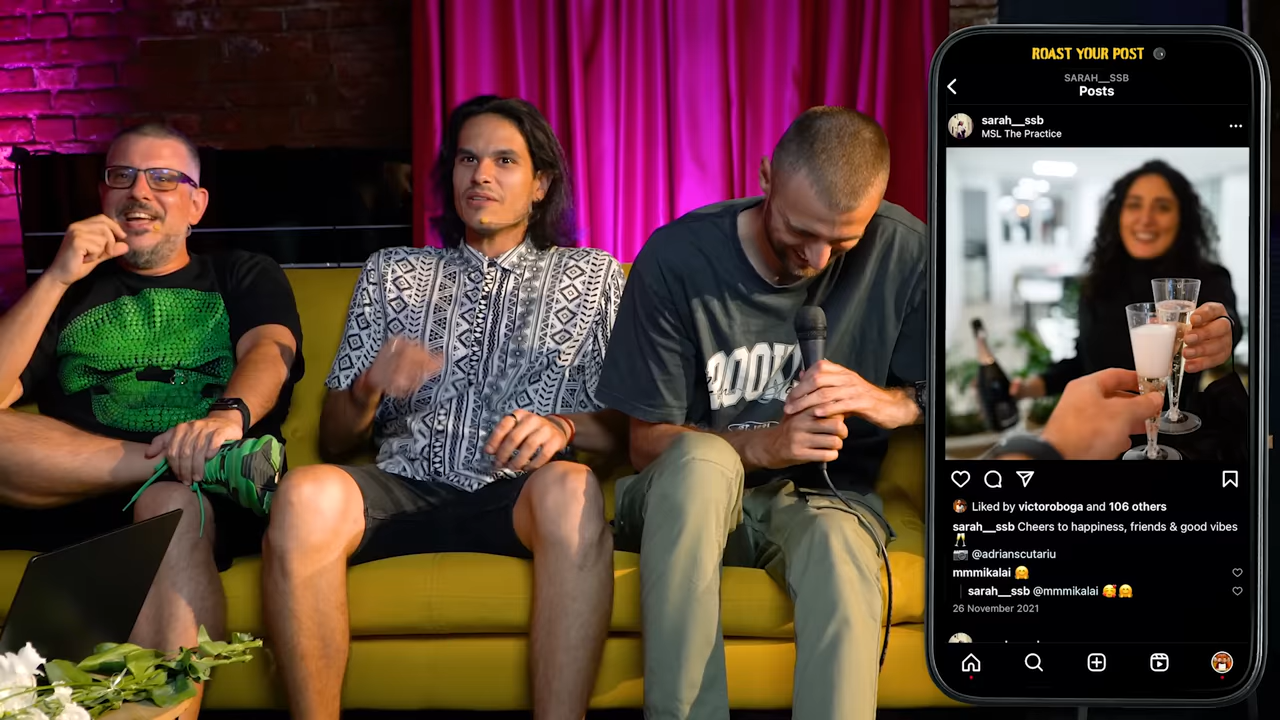 ROAST YOUR POST
SARAH__SSB
Posts
sarah__ssb
MSL The Practice
Liked by victoroboga and 106 others
sarah__ssb Cheers to happiness, friends & good vibes
🥂
📷 @adrianscutariu
mmmikalai 🤗
sarah__ssb @mmmikalai 🥰🤗
26 November 2021